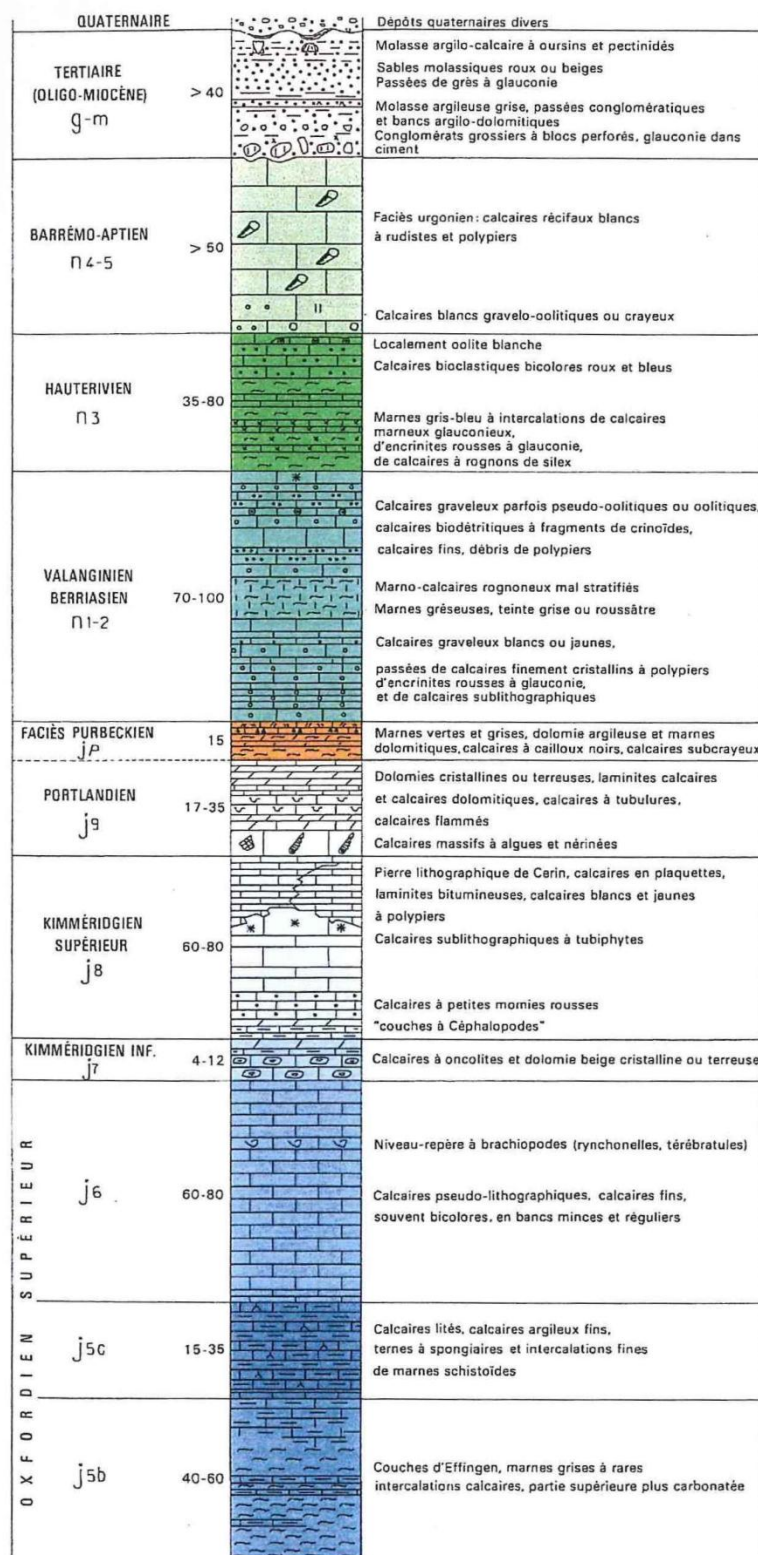 QUATERNAIRE
Dépôts quaternaires divers
TERTIAIRE
(OLIGO-MIOCÈNE)
g-m
> 40
Molasse argilo-calcaire à oursins et pectinidés
Sables molassiques roux ou beiges
Passées de grès à glauconie
Molasse argileuse grise, passées conglomératiques
et bancs argilo-dolomitiques
Conglomérats grossiers à blocs perforés, glauconie dans
ciment
BARRÉMO-APTIEN
n4-5
> 50
Faciès urgonien: calcaires récifaux blancs
à rudistes et polypiers
Calcaires blancs gravelo-oolitiques ou crayeux
HAUTERIVIEN
n3
35-80
Localement oolite blanche
Calcaires bioclastiques bicolores roux et bleus
Marnes gris-bleu à intercalations de calcaires
marneux glauconieux,
d'encrinites rousses à glauconie,
de calcaires à rognons de silex
VALANGINIEN
BERRIASIEN
n1-2
70-100
Calcaires graveleux parfois pseudo-oolitiques ou oolitiques,
calcaires biodétritiques à fragments de crinoïdes,
calcaires fins, débris de polypiers
Marno-calcaires rognoneux mal stratifiés
Marnes gréseuses, teinte grise ou roussâtre
Calcaires graveleux blancs ou jaunes,
passées de calcaires finement cristallins à polypiers
d'encrinites rousses à glauconie,
et de calcaires sublithographiques
FACIÈS PURBECKIEN
jp
15
Marnes vertes et grises, dolomie argileuse et marnes
dolomitiques, calcaires à cailloux noirs, calcaires subcrayeux
PORTLANDIEN
j9
17-35
Dolomies cristallines ou terreuses, laminites calcaires
et calcaires dolomitiques, calcaires à tubulures,
calcaires flammés
Calcaires massifs à algues et nérinées
KIMMÉRIDGIEN
SUPÉRIEUR
j8
60-80
Pierre lithographique de Cerin, calcaires en plaquettes,
laminites bitumineuses, calcaires blancs et jaunes
à polypiers
Calcaires sublithographiques à tubiphytes
Calcaires à petites momies rousses
"couches à Céphalopodes"
KIMMÉRIDGIEN INF.
j7
4-12
Calcaires à oncolites et dolomie beige cristalline ou terreuse
OXFORDIEN SUPÉRIEUR
j6
60-80
Niveau-repère à brachiopodes (rynchonelles, térébratules)
Calcaires pseudo-lithographiques, calcaires fins,
souvent bicolores, en bancs minces et réguliers
j5c
15-35
Calcaires lités, calcaires argileux fins,
ternes à spongiaires et intercalations fines
de marnes schistoïdes
j5b
40-60
Couches d'Effingen, marnes grises à rares
intercalations calcaires, partie supérieure plus carbonatée